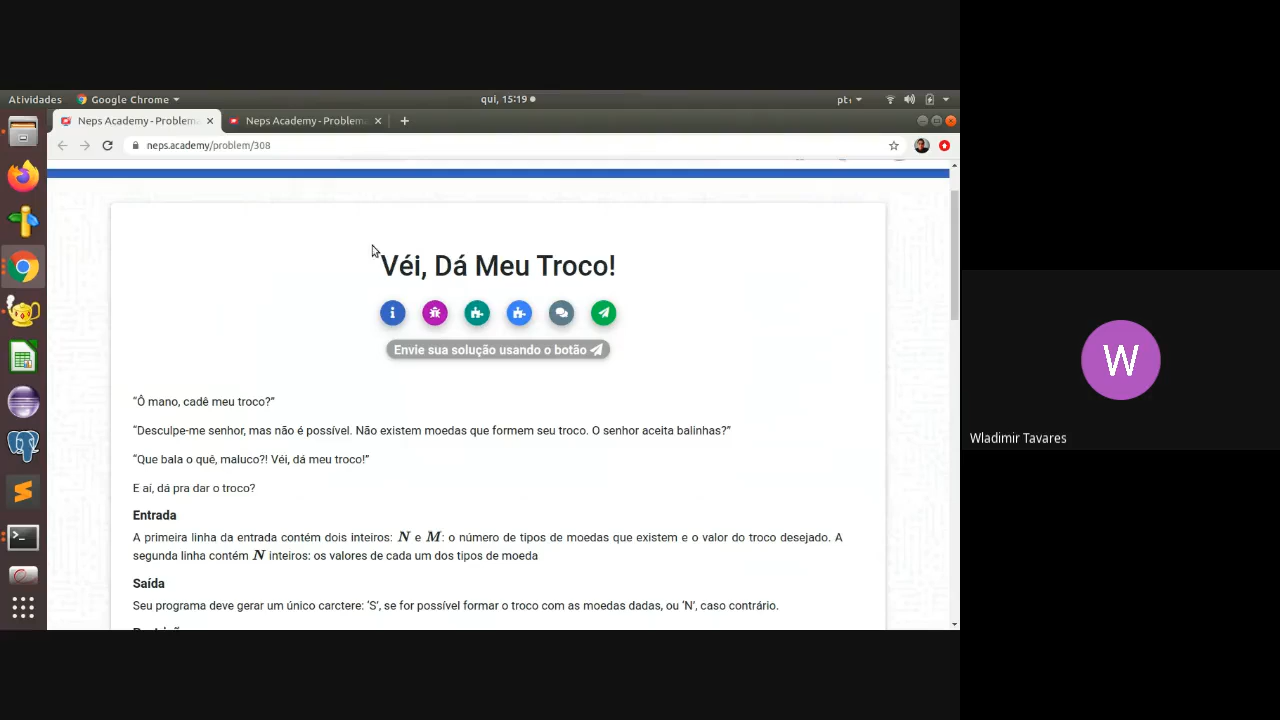 Atividades
Google Chrome
qui, 15:19
pt₁
Neps Academy - Problema
Neps Academy - Problema
neps.academy/problem/308
Véi, Dá Meu Troco!
Envie sua solução usando o botão
“Ô mano, cadê meu troco?”
“Desculpe-me senhor, mas não é possível. Não existem moedas que formem seu troco. O senhor aceita balinhas?”
“Que bala o quê, maluco?! Véi, dá meu troco!”
E aí, dá pra dar o troco?
Entrada
A primeira linha da entrada contém dois inteiros: N e M: o número de tipos de moedas que existem e o valor do troco desejado. A
segunda linha contém N inteiros: os valores de cada um dos tipos de moeda
Saída
Seu programa deve gerar um único carctere: ‘S’, se for possível formar o troco com as moedas dadas, ou ‘N’, caso contrário.
W
Wladimir Tavares